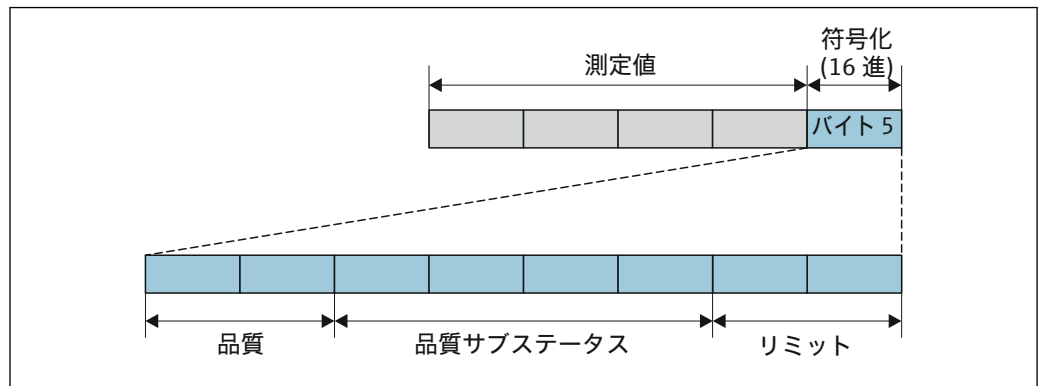 符号化
(16 進)
測定値
バイト 5
品質
品質サブステータス
リミット